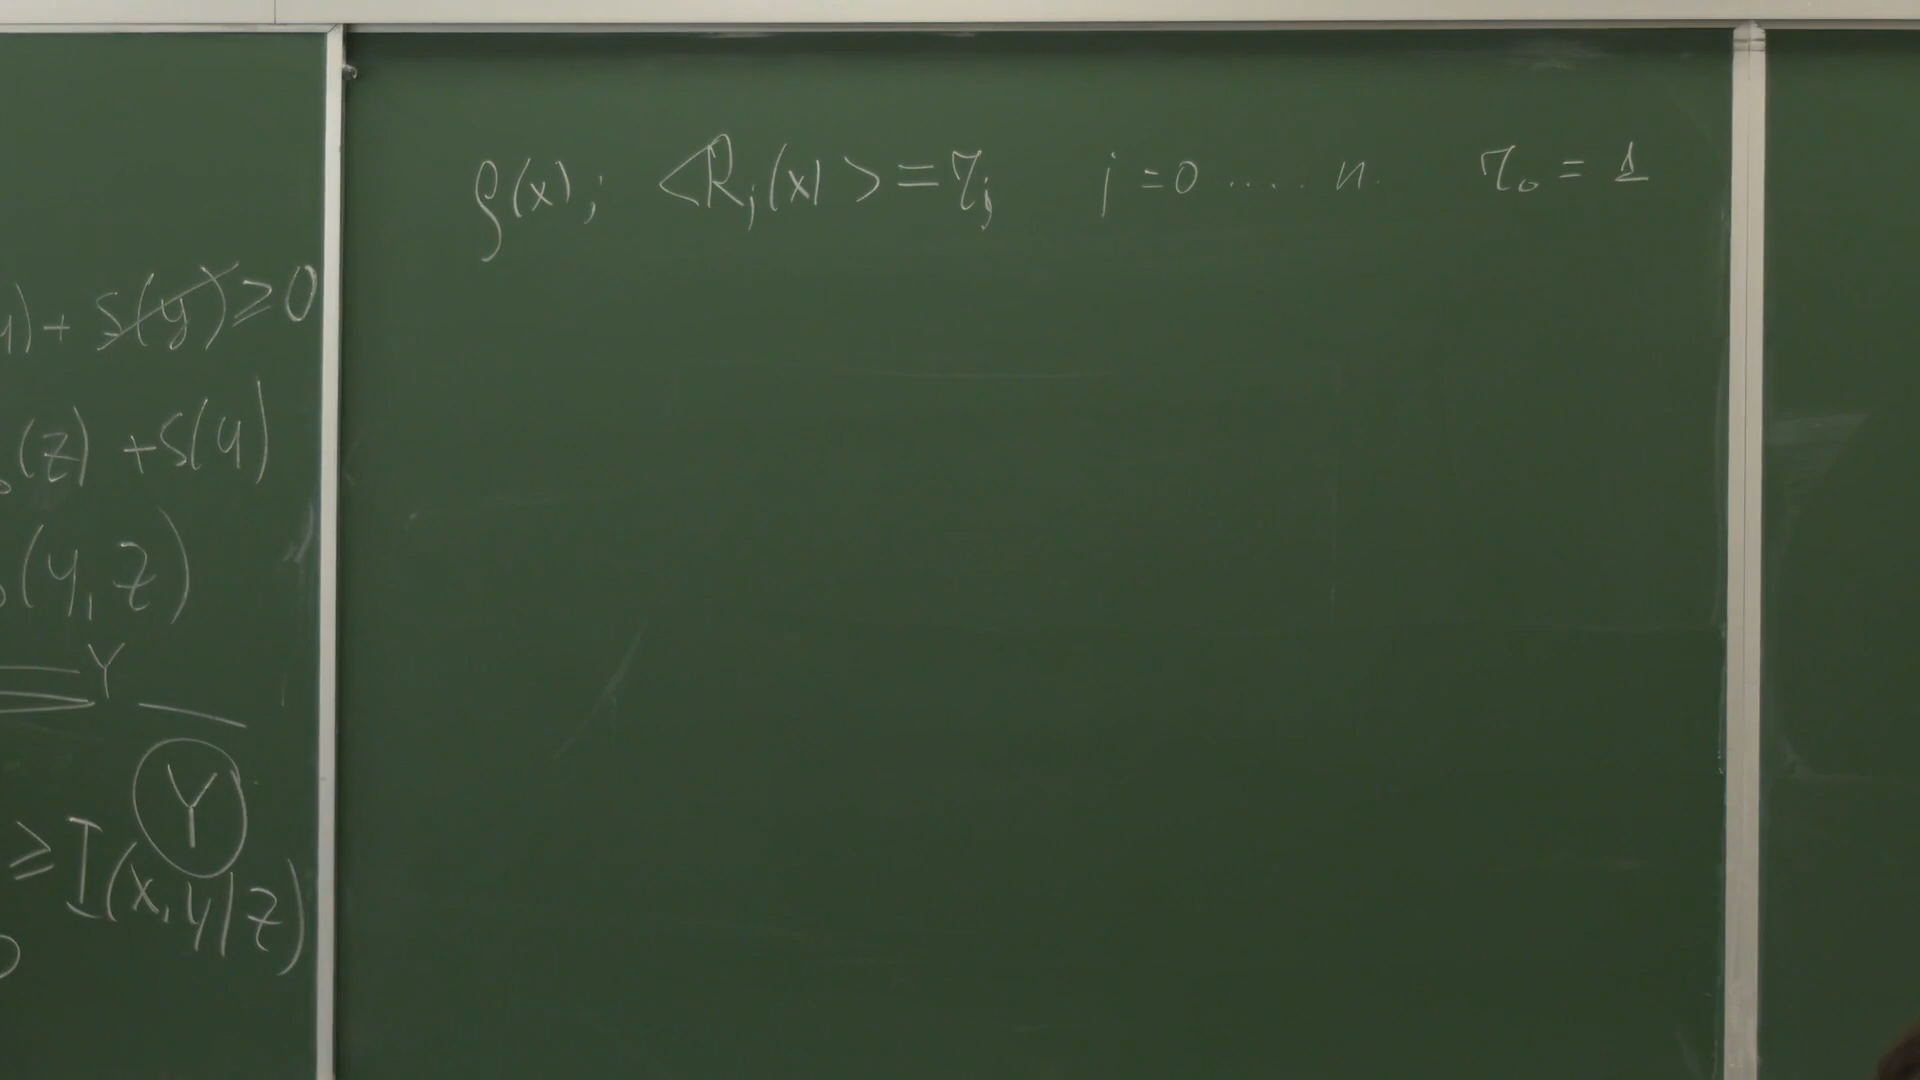 ) + S(y) ≥ 0
(z) + S(y)
(y, z)
Y
Y
≥ I(x, y | z)
ρ(x); <R_j(x)> = r_j j = 0 .... n. r_0 = 1